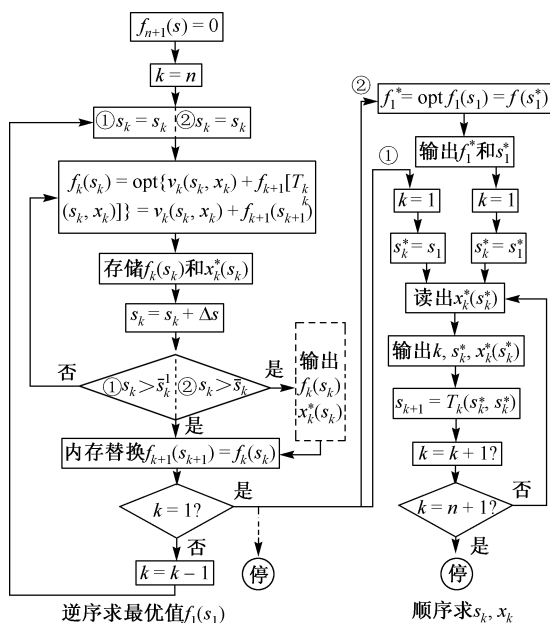 f_{n+1}(s)=0
k=n
①s_k=s_k ②s_k=s_k
f_k(s_k)=opt{v_k(s_k, x_k)+f_{k+1}[T_k
k
(s_k, x_k)]}=v_k(s_k, x_k)+f_{k+1}(s_{k+1})
存储f_k(s_k)和x_k^*(s_k)
s_k=s_k+Δs
否
①s_k>s̄_k^1 ②s_k>s̄_k
是
是
输出
f_k(s_k)
x_k^*(s_k)
内存替换f_{k+1}(s_{k+1})=f_k(s_k)
k=1?
是
否
停
k=k-1
逆序求最优值f_1(s_1)
②
f_1^*=opt f_1(s_1)=f(s_1^*)
输出f_1^*和s_1^*
①
k=1
k=1
s_k^*=s_1
s_k^*=s_1^*
读出x_k^*(s_k^*)
输出k, s_k^*, x_k^*(s_k^*)
s_{k+1}=T_k(s_k^*, s_k^*)
k=k+1?
否
k=n+1?
是
停
顺序求s_k, x_k